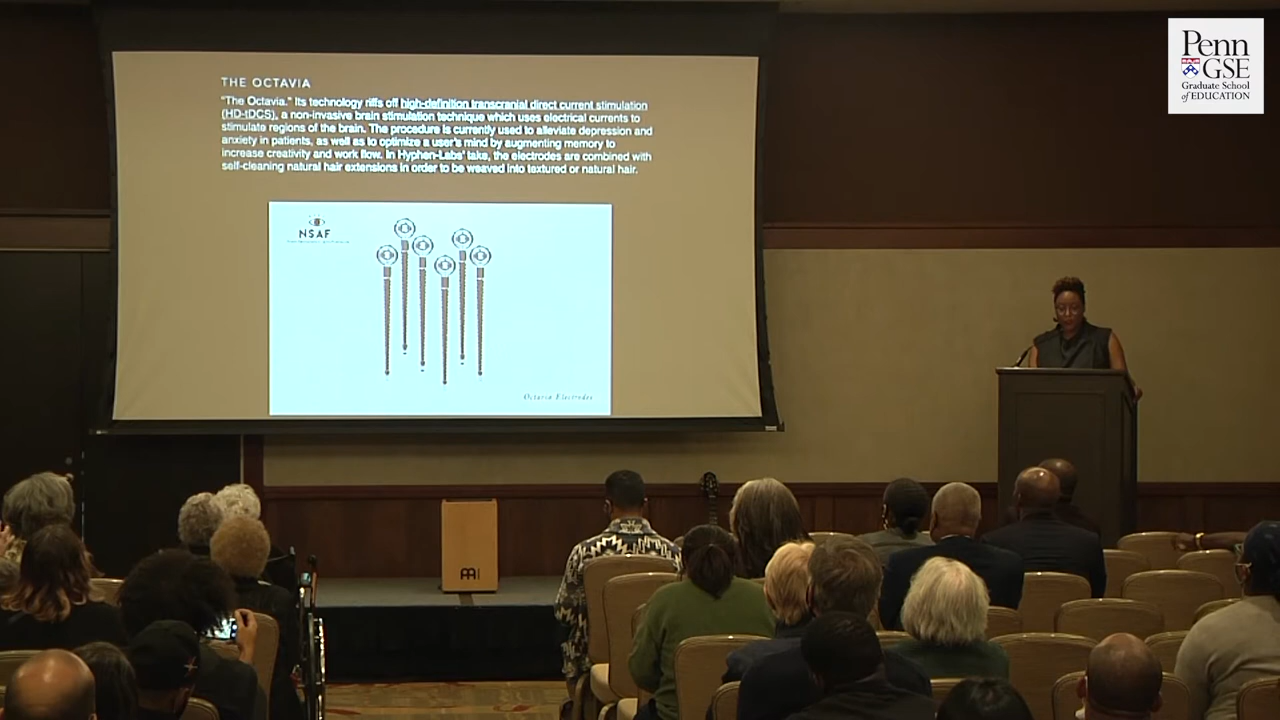 THE OCTAVIA
"The Octavia." Its technology riffs off high-definition transcranial direct current stimulation
(HD-tDCS), a non-invasive brain stimulation technique which uses electrical currents to
stimulate regions of the brain. The procedure is currently used to alleviate depression and
anxiety in patients, as well as to optimize a user's mind by augmenting memory to
increase creativity and work flow. In Hyphen-Labs' take, the electrodes are combined with
self-cleaning natural hair extensions in order to be weaved into textured or natural hair.
NSAF
Octavia Electrodes
Penn
GSE
Graduate School
of EDUCATION